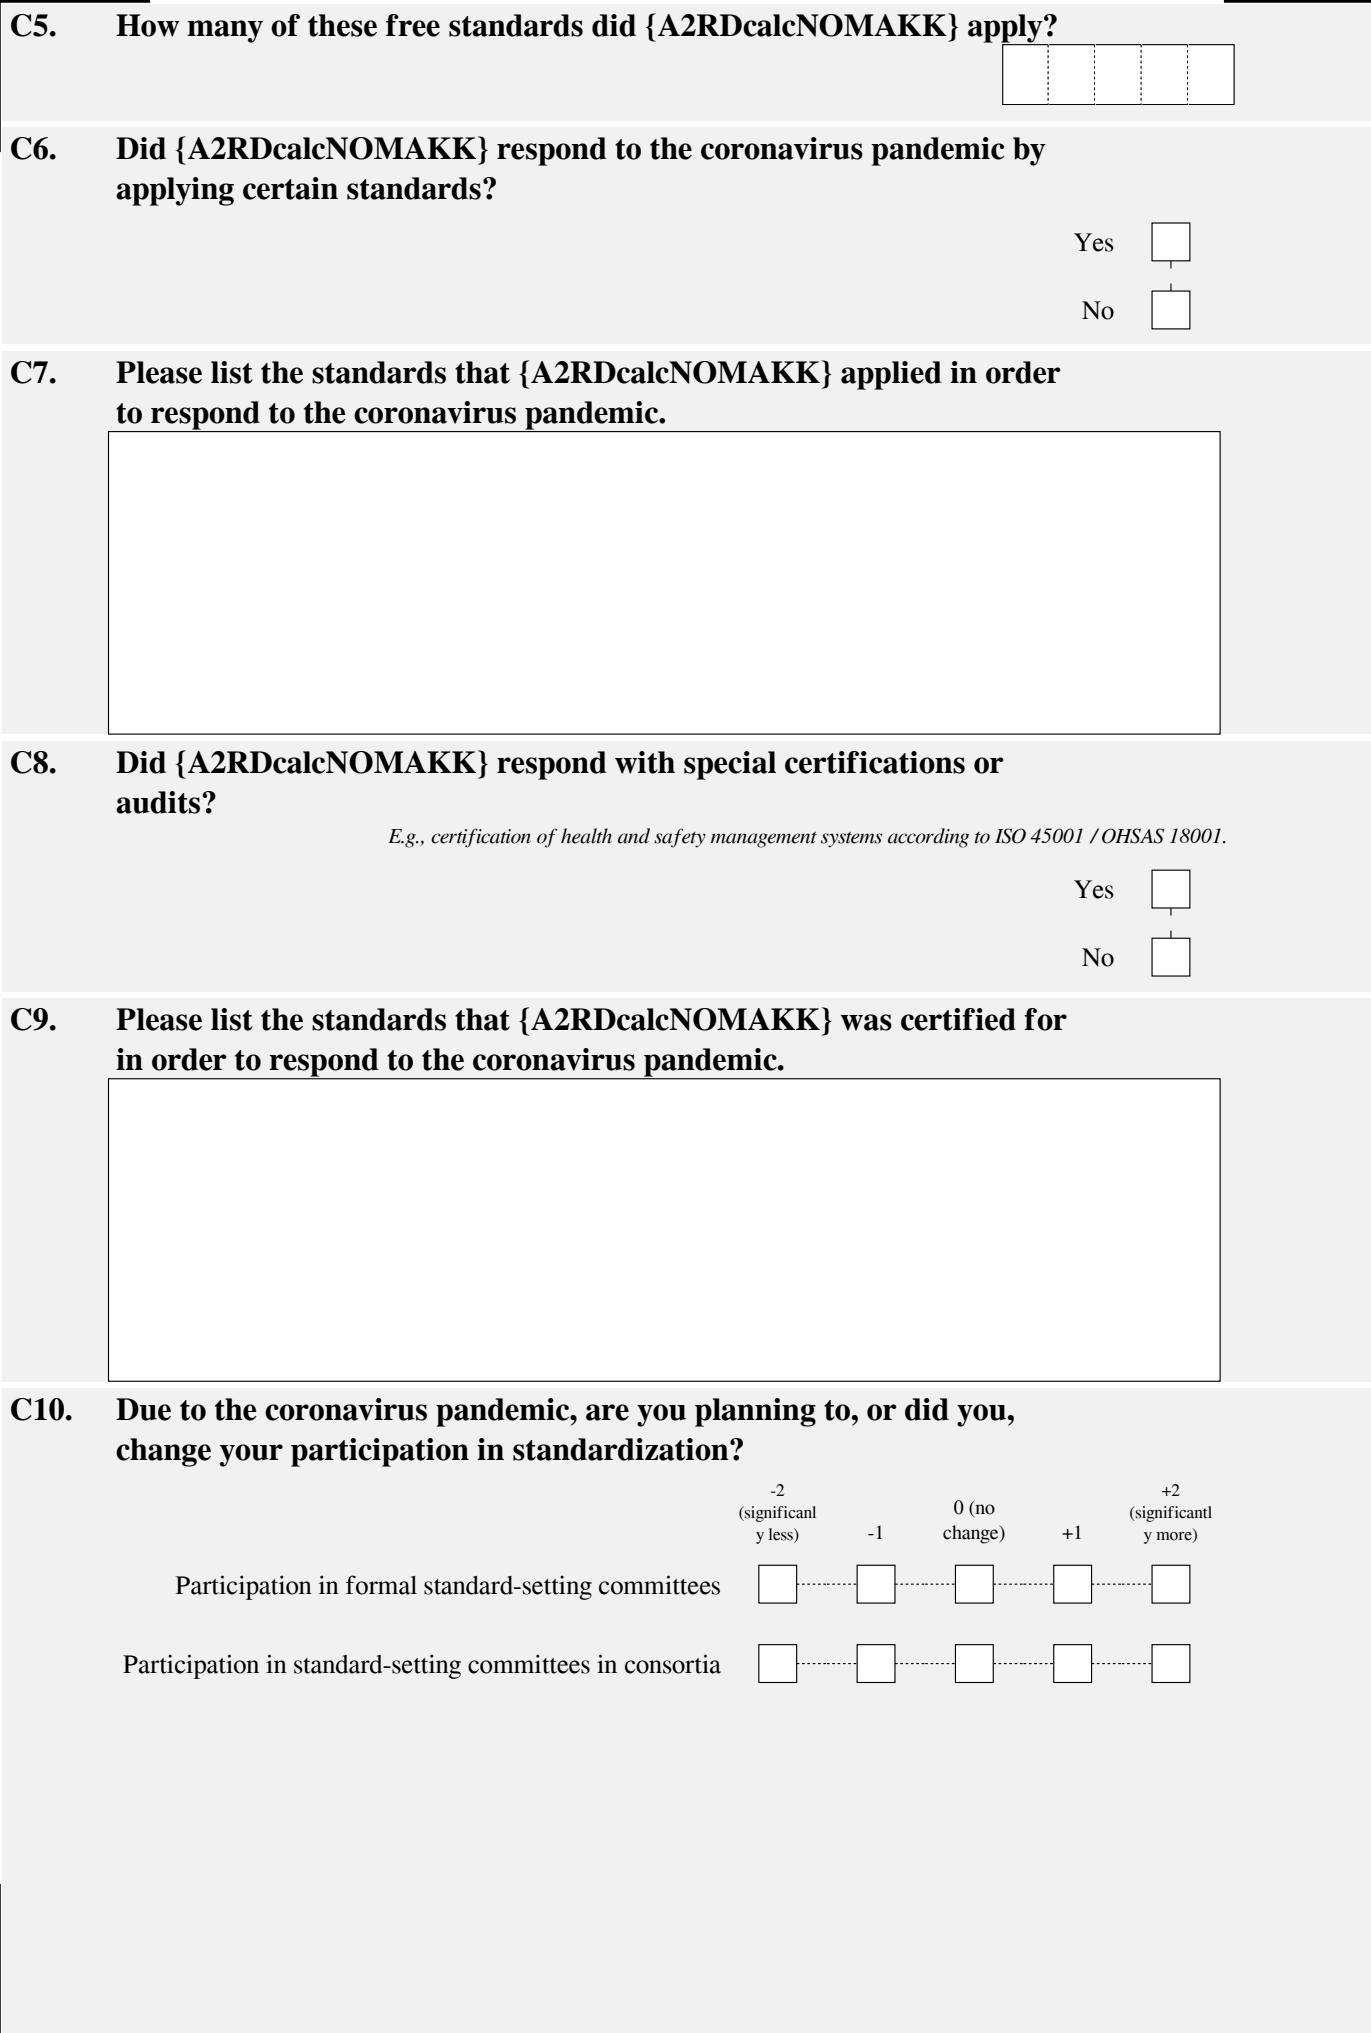 C5. How many of these free standards did {A2RDcalcNOMAKK} apply?
C6. Did {A2RDcalcNOMAKK} respond to the coronavirus pandemic by
applying certain standards?
Yes
No
C7. Please list the standards that {A2RDcalcNOMAKK} applied in order
to respond to the coronavirus pandemic.
C8. Did {A2RDcalcNOMAKK} respond with special certifications or
audits?
E.g., certification of health and safety management systems according to ISO 45001 / OHSAS 18001.
Yes
No
C9. Please list the standards that {A2RDcalcNOMAKK} was certified for
in order to respond to the coronavirus pandemic.
C10. Due to the coronavirus pandemic, are you planning to, or did you,
change your participation in standardization?
-2
(significanl
y less)
-1
0 (no
change)
+1
+2
(significantl
y more)
Participation in formal standard-setting committees
Participation in standard-setting committees in consortia